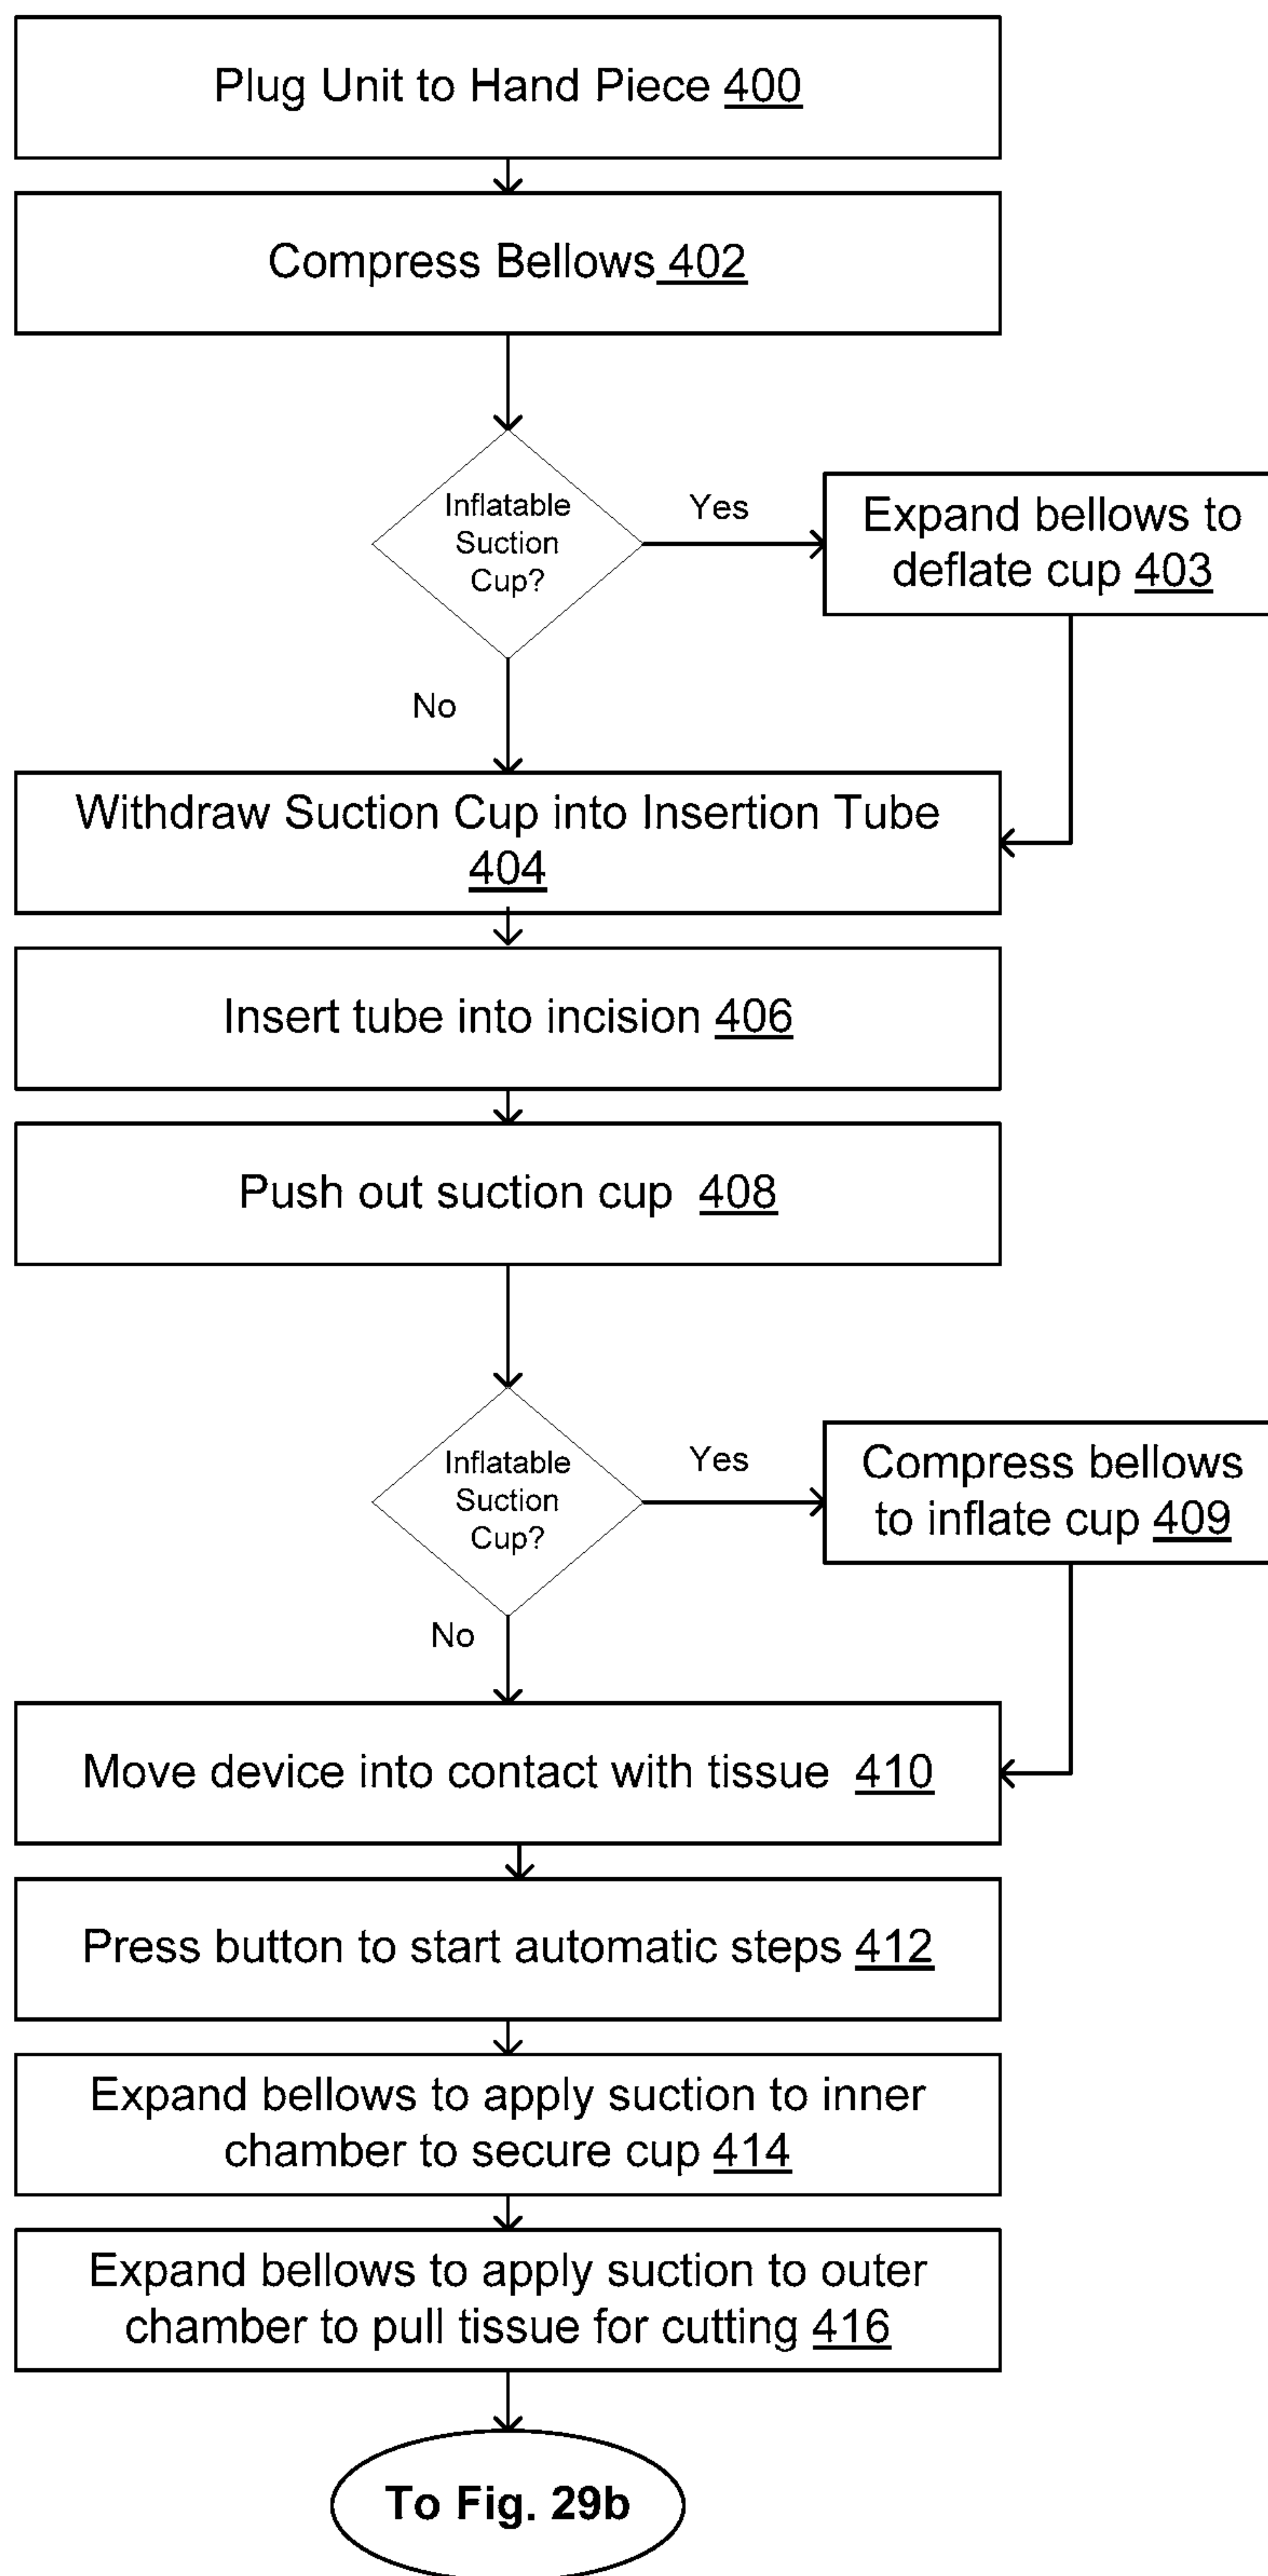 Plug Unit to Hand Piece 400
Compress Bellows 402
Inflatable
Suction
Cup?
Yes
Expand bellows to
deflate cup 403
No
Withdraw Suction Cup into Insertion Tube
404
Insert tube into incision 406
Push out suction cup 408
Inflatable
Suction
Cup?
Yes
Compress bellows
to inflate cup 409
No
Move device into contact with tissue 410
Press button to start automatic steps 412
Expand bellows to apply suction to inner
chamber to secure cup 414
Expand bellows to apply suction to outer
chamber to pull tissue for cutting 416
To Fig. 29b